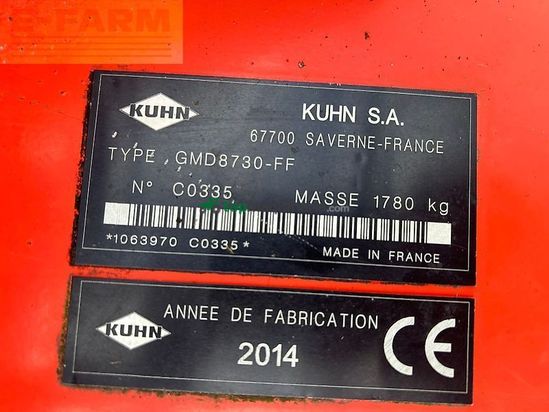 E-FARM
KUHN
KUHN S.A.
67700 SAVERNE-FRANCE
TYPE GMD8730-FF
N° C0335 MASSE 1780 kg
.com
*1063970 C0335*
MADE IN FRANCE
KUHN
ANNEE DE FABRICATION
2014
CE